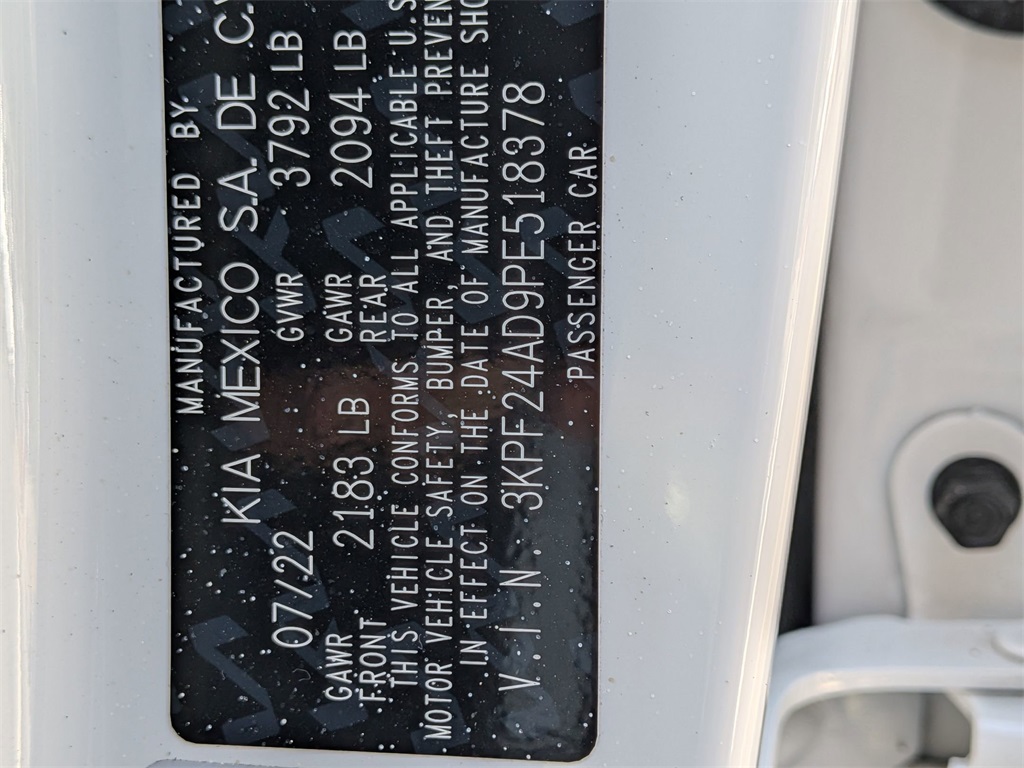 MANUFACTURED BY
KIA MEXICO S.A. DE C.V
07/22 GVWR 3792 LB
GAWR FRONT 2183 LB GAWR REAR 2094 LB
THIS VEHICLE CONFORMS TO ALL APPLICABLE U.S
MOTOR VEHICLE SAFETY, BUMPER, AND THEFT PREVEN
IN EFFECT ON THE DATE OF MANUFACTURE SHO
V.I.N. 3KPF24AD9PE518378
PASSENGER CAR